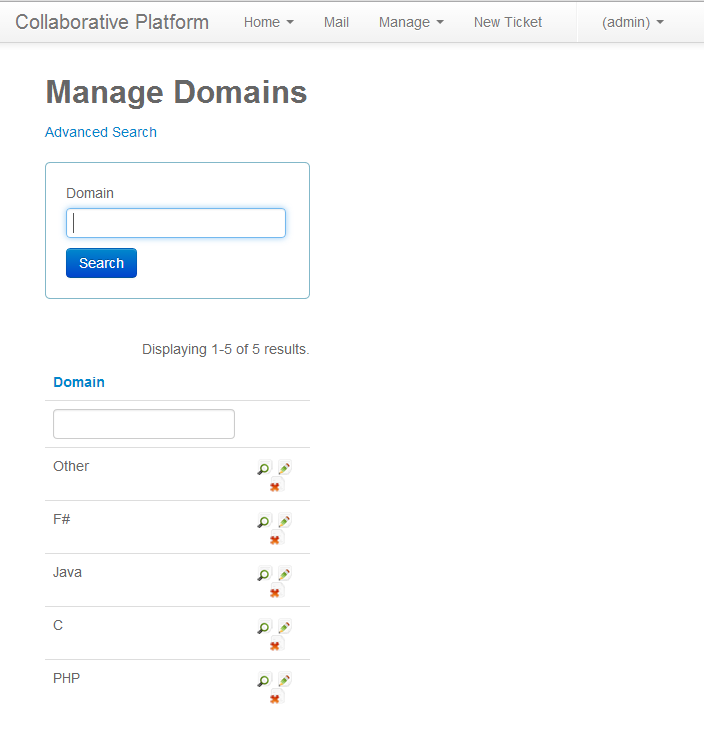 Collaborative Platform Home Mail Manage New Ticket (admin)
Manage Domains
Advanced Search
Domain
Search
Displaying 1-5 of 5 results.
Domain
Other
F#
Java
C
PHP